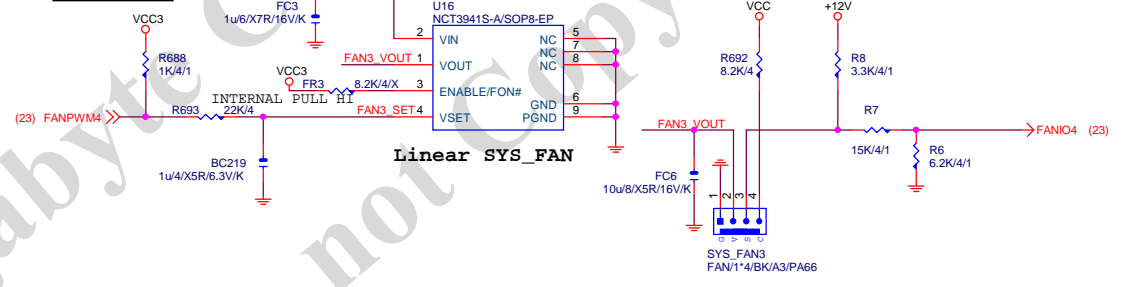 FC3
1u/6/X7R/16V/K
VCC3
R688
1K/4/1
(23) FANPWM4
R693
22K/4
BC219
1u/4/X5R/6.3V/K
VCC3
FR3
8.2K/4/X
INTERNAL PULL HI
FAN3_VOUT
FAN3_SET
U16
NCT3941S-A/SOP8-EP
2
VIN
1
VOUT
3
ENABLE/FON#
4
VSET
NC
5
NC
7
NC
8
GND
6
PGND
9
Linear SYS_FAN
FAN3_VOUT
FC6
10u/8/X5R/16V/K
VCC
R692
8.2K/4
+12V
R8
3.3K/4/1
R7
15K/4/1
R6
6.2K/4/1
FANIO4 (23)
1
2
3
4
G
V
S
C
SYS_FAN3
FAN/1*4/BK/A3/PA66
abyte C
not Copy